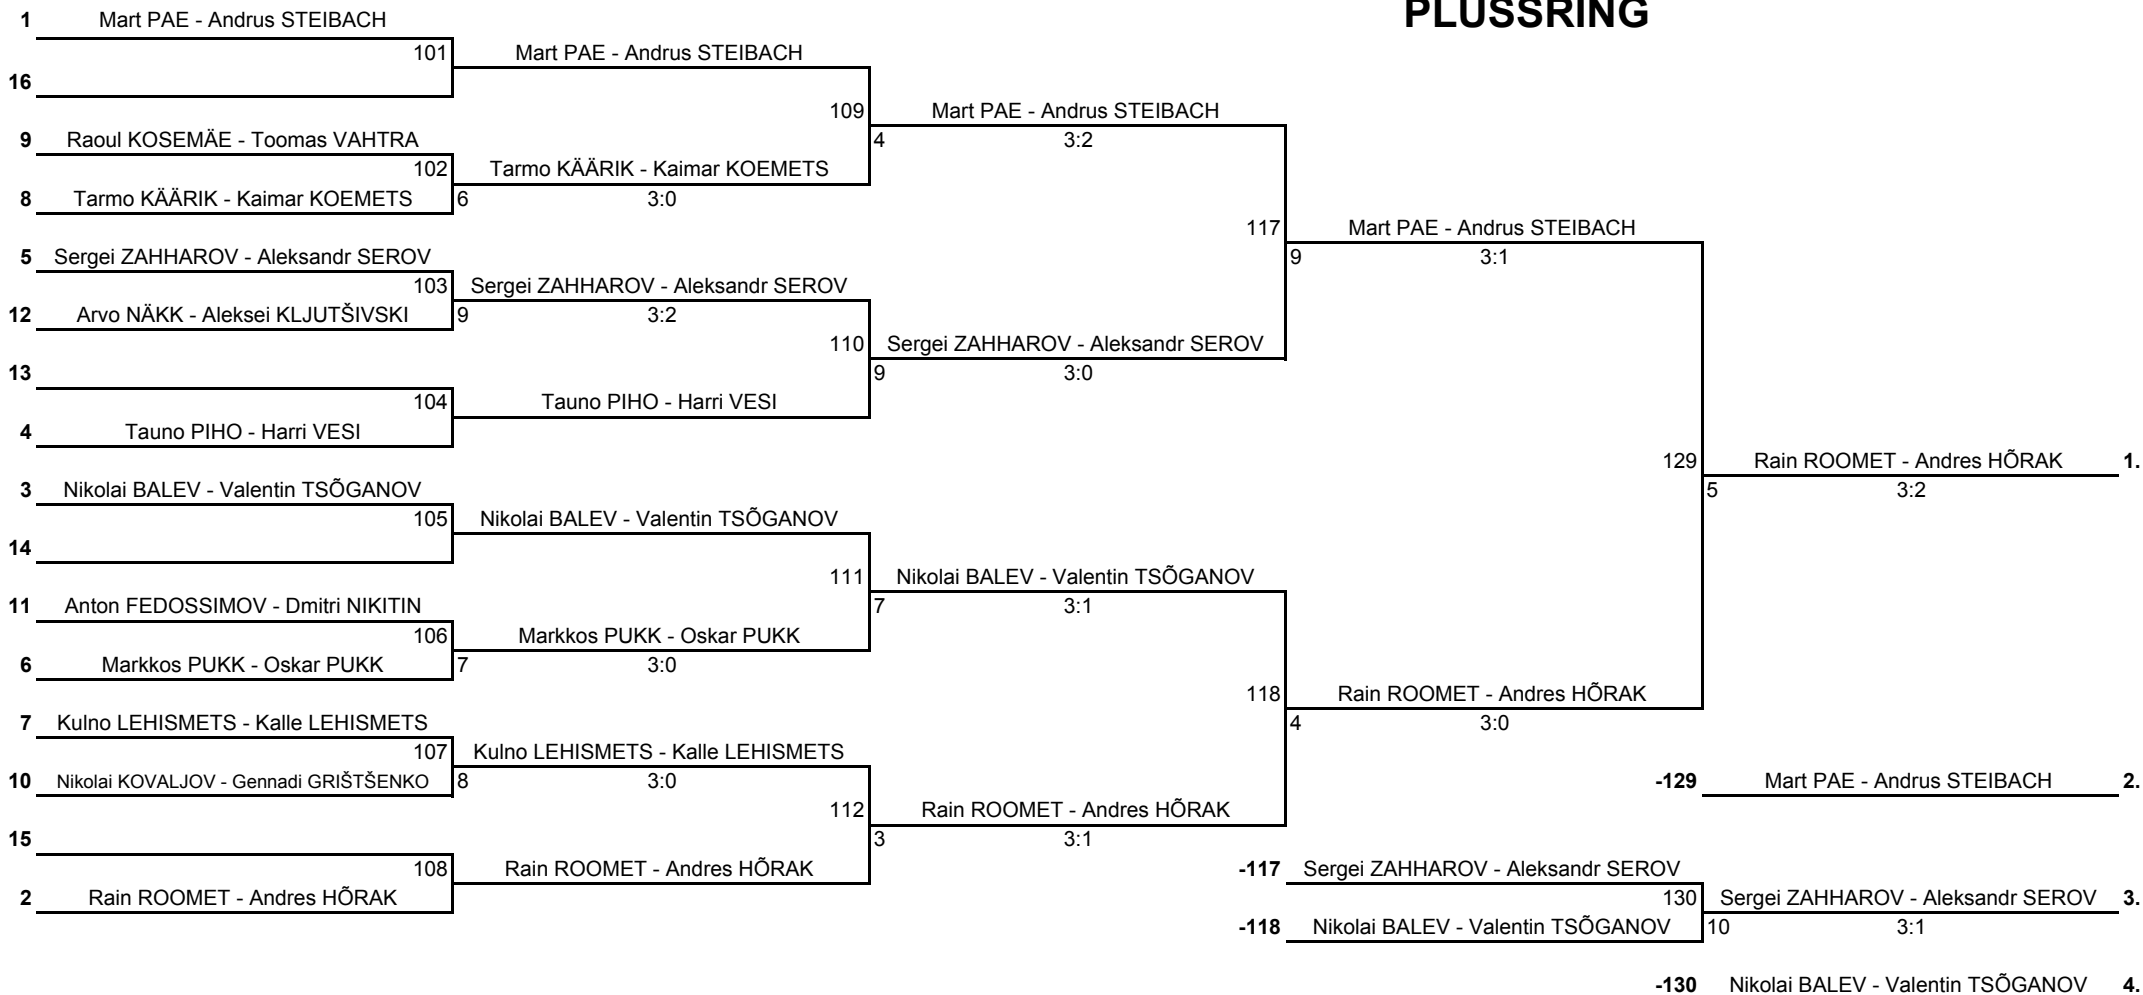 PLUSSRING
1 Mart PAE - Andrus STEIBACH
101 Mart PAE - Andrus STEIBACH
16
109 Mart PAE - Andrus STEIBACH
9 Raoul KOSEMÄE - Toomas VAHTRA
4 3:2
102 Tarmo KÄÄRIK - Kaimar KOEMETS
8 Tarmo KÄÄRIK - Kaimar KOEMETS 6 3:0
117 Mart PAE - Andrus STEIBACH
5 Sergei ZAHHAROV - Aleksandr SEROV
9 3:1
103 Sergei ZAHHAROV - Aleksandr SEROV
12 Arvo NÄKK - Aleksei KLJUTŠIVSKI 9 3:2
110 Sergei ZAHHAROV - Aleksandr SEROV
13
9 3:0
104 Tauno PIHO - Harri VESI
4 Tauno PIHO - Harri VESI
129 Rain ROOMET - Andres HÕRAK 1.
3 Nikolai BALEV - Valentin TSÕGANOV
5 3:2
105 Nikolai BALEV - Valentin TSÕGANOV
14
111 Nikolai BALEV - Valentin TSÕGANOV
11 Anton FEDOSSIMOV - Dmitri NIKITIN
7 3:1
106 Markkos PUKK - Oskar PUKK
6 Markkos PUKK - Oskar PUKK 7 3:0
118 Rain ROOMET - Andres HÕRAK
7 Kulno LEHISMETS - Kalle LEHISMETS
4 3:0
107 Kulno LEHISMETS - Kalle LEHISMETS
10 Nikolai KOVALJOV - Gennadi GRIŠTŠENKO 8 3:0
-129 Mart PAE - Andrus STEIBACH 2.
112 Rain ROOMET - Andres HÕRAK
15
3 3:1
108 Rain ROOMET - Andres HÕRAK
-117 Sergei ZAHHAROV - Aleksandr SEROV
2 Rain ROOMET - Andres HÕRAK
130 Sergei ZAHHAROV - Aleksandr SEROV 3.
-118 Nikolai BALEV - Valentin TSÕGANOV 10 3:1
-130 Nikolai BALEV - Valentin TSÕGANOV 4.